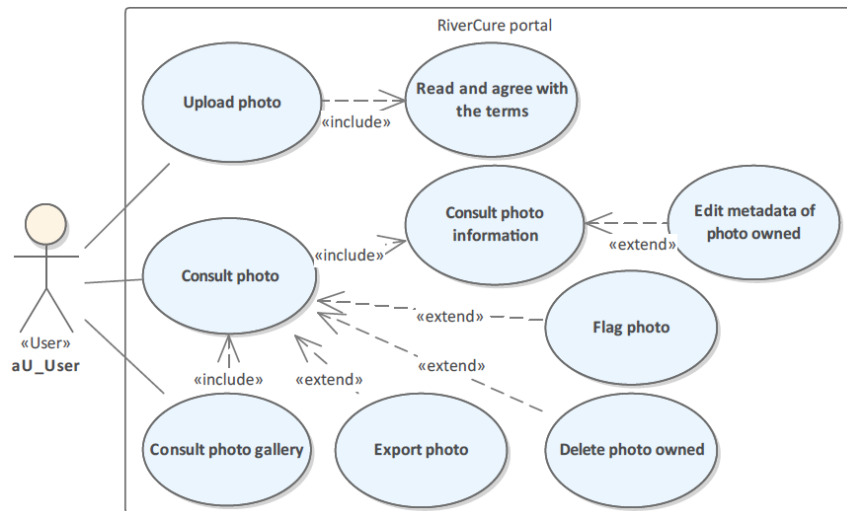 RiverCure portal
Upload photo
«include»
Read and agree with
the terms
Consult photo
information
«extend»
Edit metadata of
photo owned
«include»
Consult photo
«extend»
Flag photo
«User»
aU_User
«include»
«extend»
«extend»
Consult photo gallery
Export photo
Delete photo owned